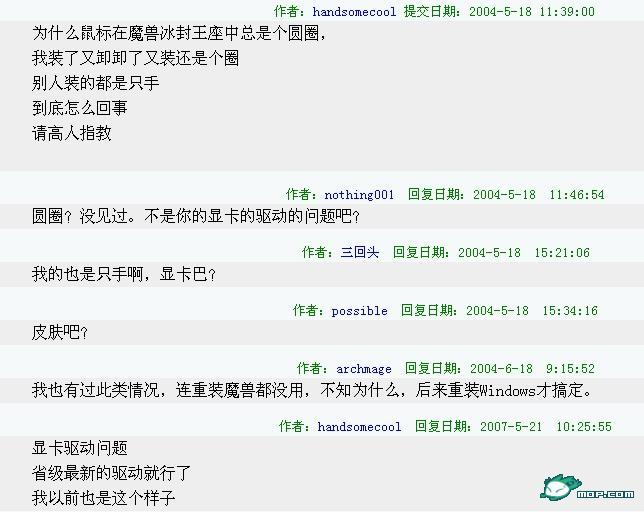 作者：handsomecool 提交日期：2004-5-18 11:39:00
为什么鼠标在魔兽冰封王座中总是个圆圈，
我装了又卸卸了又装还是个圈
别人装的都是只手
到底怎么回事
请高人指教
作者：nothing001 回复日期：2004-5-18 11:46:54
圆圈？没见过。不是你的显卡的驱动的问题吧？
作者：三回头 回复日期：2004-5-18 15:21:06
我的也是只手啊，显卡巴？
作者：possible 回复日期：2004-5-18 15:34:16
皮肤吧？
作者：archmage 回复日期：2004-6-18 9:15:52
我也有过此类情况，连重装魔兽都没用，不知为什么，后来重装Windows才搞定。
作者：handsomecool 回复日期：2007-5-21 10:25:55
显卡驱动问题
省级最新的驱动就行了
我以前也是这个样子
MOP.COM